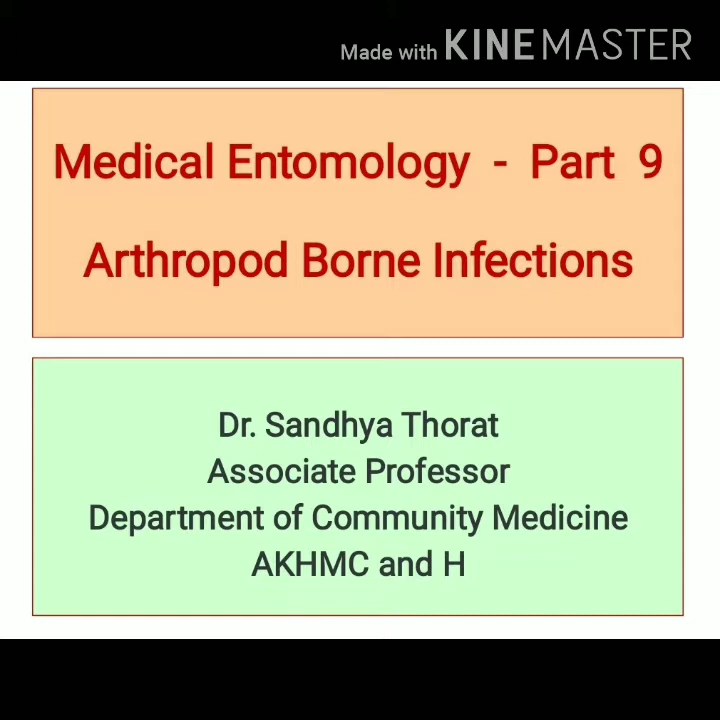 Made with KINEMASTER
Medical Entomology - Part 9
Arthropod Borne Infections
Dr. Sandhya Thorat
Associate Professor
Department of Community Medicine
AKHMC and H